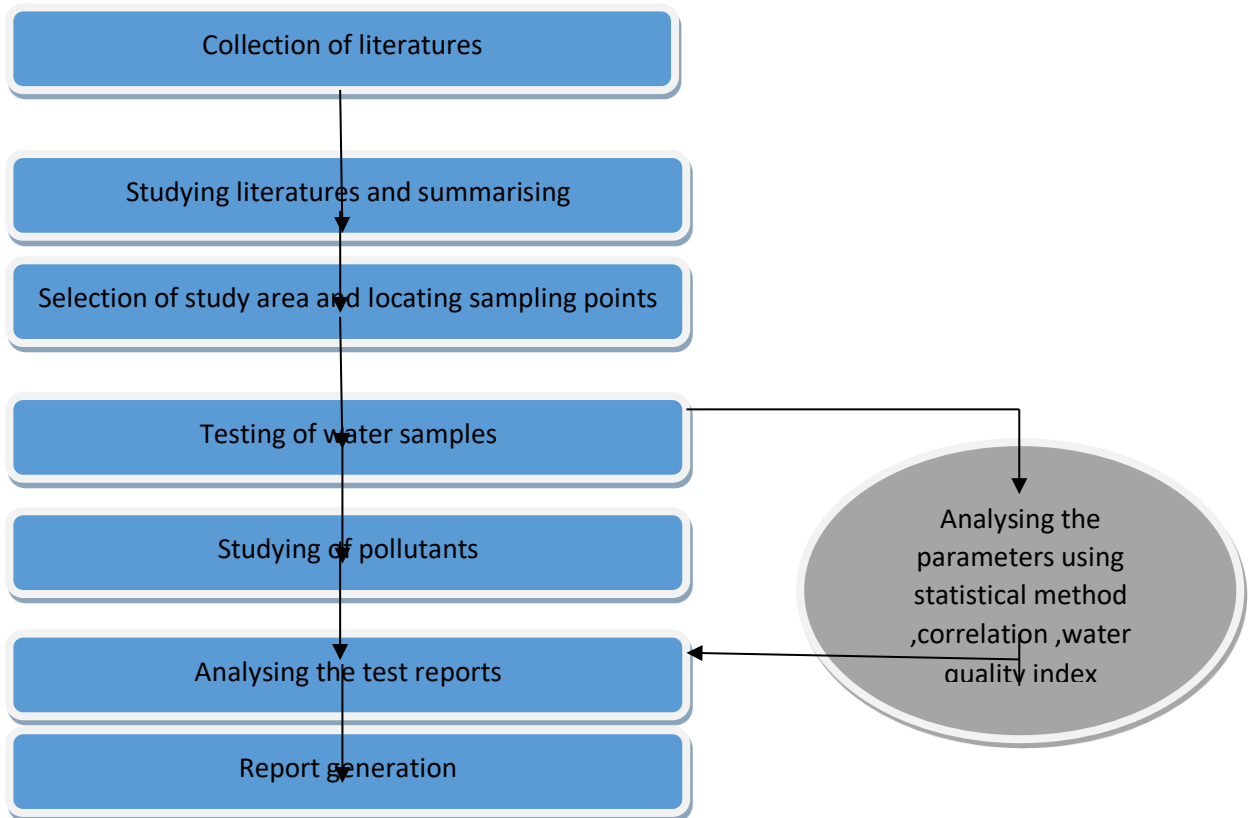 Collection of literatures
Studying literatures and summarising
Selection of study area and locating sampling points
Testing of water samples
Studying of pollutants
Analysing the
parameters using
statistical method
,correlation ,water
quality index
Analysing the test reports
Report generation